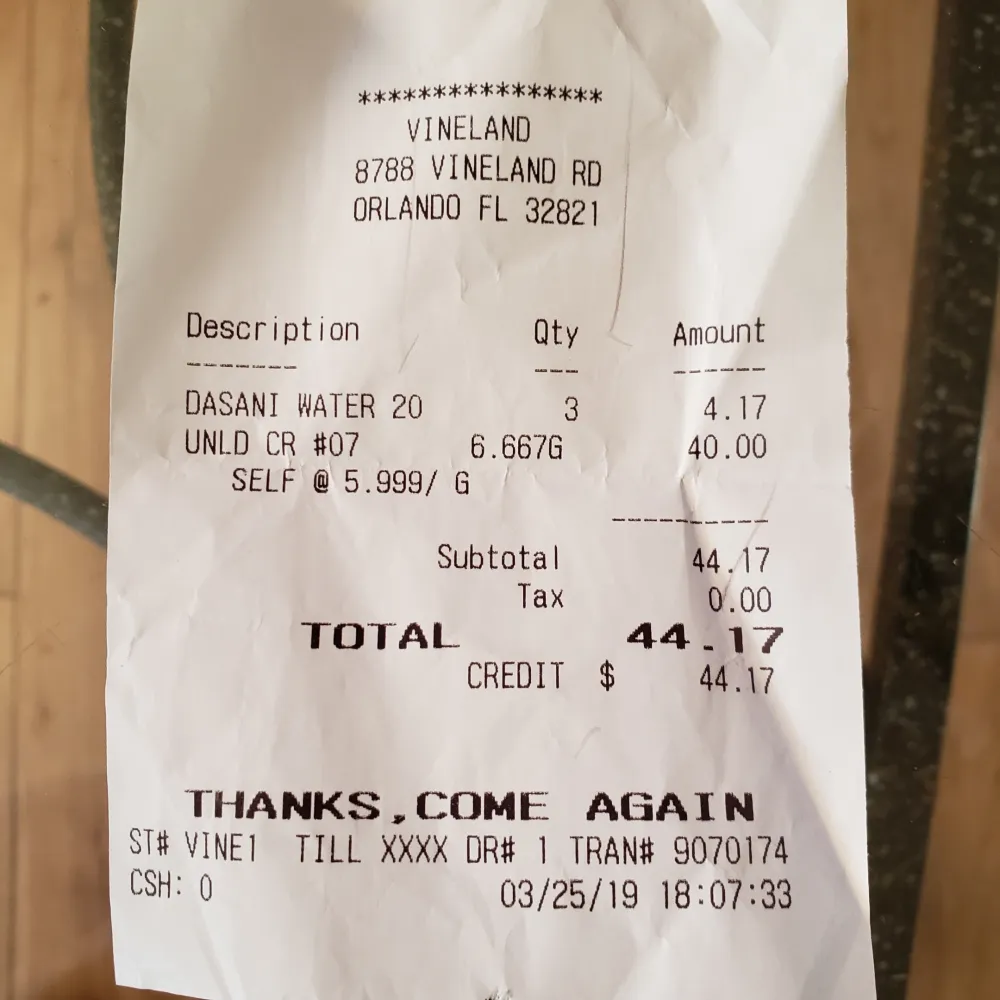 ****************
VINELAND
8788 VINELAND RD
ORLANDO FL 32821
Description Qty Amount
----------- --- ------
DASANI WATER 20 3 4.17
UNLD CR #07 6.667G 40.00
SELF @ 5.999/ G
----------
Subtotal 44.17
Tax 0.00
TOTAL 44.17
CREDIT $ 44.17
THANKS,COME AGAIN
ST# VINE1 TILL XXXX DR# 1 TRAN# 9070174
CSH: 0 03/25/19 18:07:33